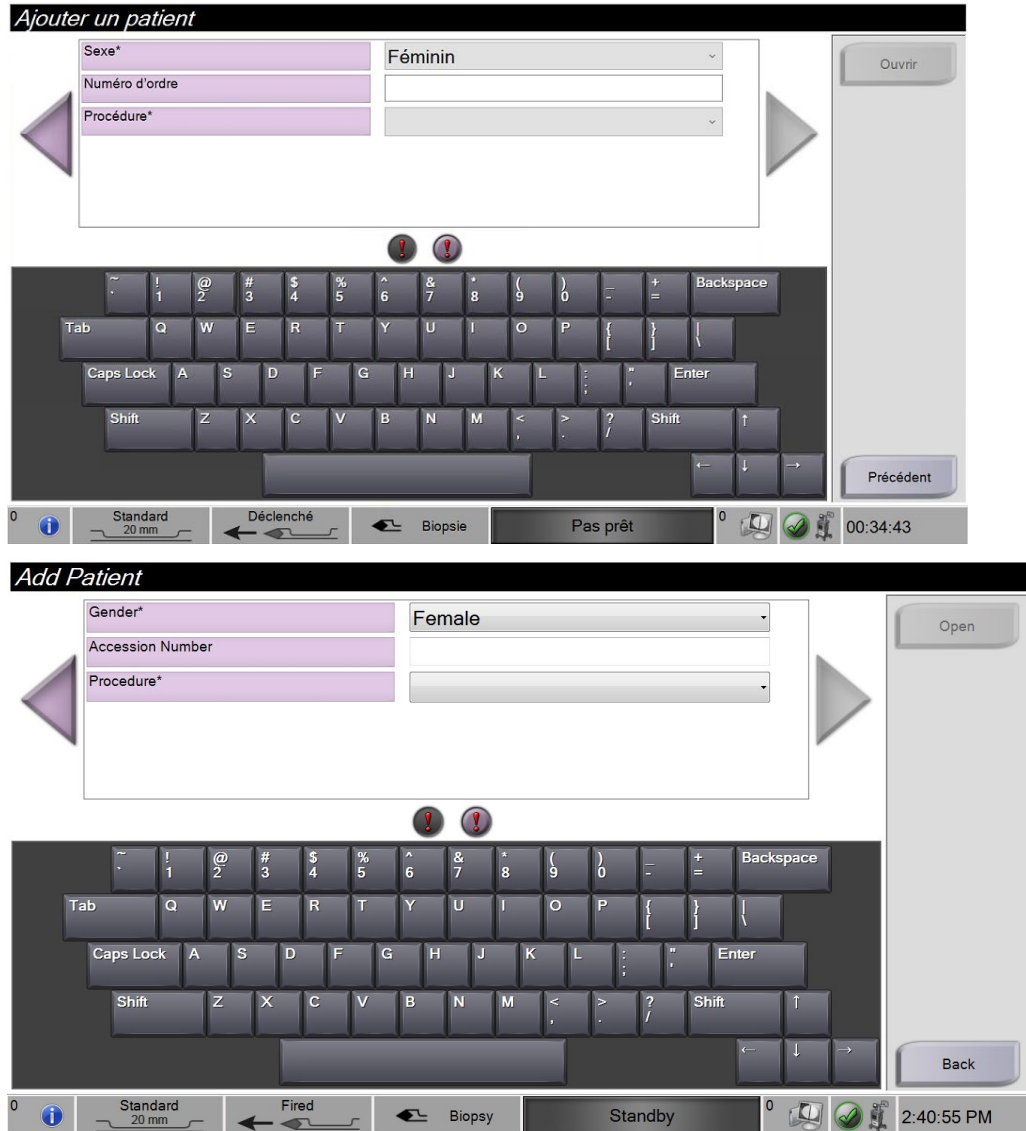 Ajouter un patient
Sexe*
Féminin
Ouvrir
Numéro d'ordre
Procédure*
! !
~ ! @ # $ % ^ & * ( ) _ + Backspace
` 1 2 3 4 5 6 7 8 9 0 - =
Tab Q W E R T Y U I O P { } |
[ ] \
Caps Lock A S D F G H J K L : " Enter
; '
Shift Z X C V B N M < > ? Shift ↑
, . /
← ↓ →
Précédent
0 i Standard Déclenché Biopsie Pas prêt 0 00:34:43
20 mm
Add Patient
Gender*
Female
Open
Accession Number
Procedure*
! !
~ ! @ # $ % ^ & * ( ) _ + Backspace
` 1 2 3 4 5 6 7 8 9 0 - =
Tab Q W E R T Y U I O P { } |
[ ] \
Caps Lock A S D F G H J K L : " Enter
; '
Shift Z X C V B N M < > ? Shift ↑
, . /
← ↓ →
Back
0 i Standard Fired Biopsy Standby 0 2:40:55 PM
20 mm